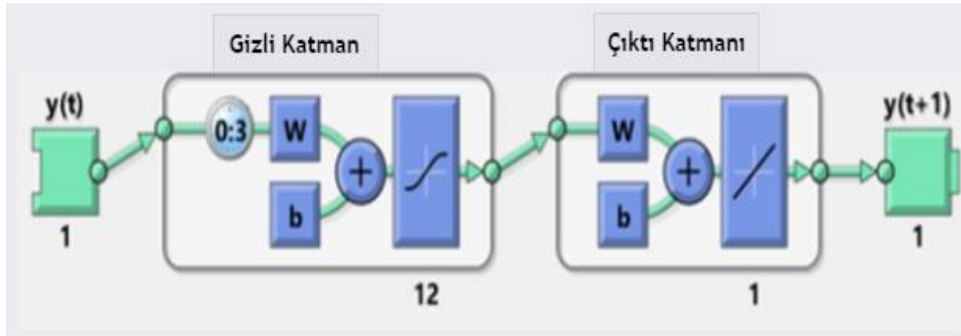 Gizli Katman
Çıktı Katmanı
y(t)
y(t+1)
0:3
W
W
b
b
1
1
12
1